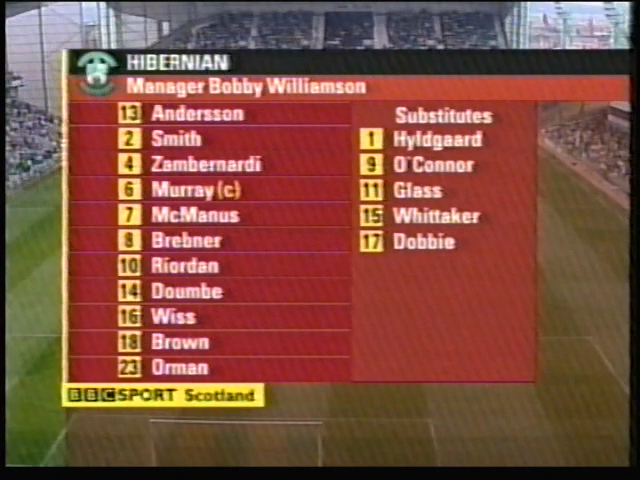 HIBERNIAN
Manager Bobby Williamson
13 Andersson
2 Smith
4 Zambernardi
6 Murray (c)
7 McManus
8 Brebner
10 Riordan
14 Doumbe
16 Wiss
18 Brown
23 Orman
Substitutes
1 Hyldgaard
9 O'Connor
11 Glass
15 Whittaker
17 Dobbie
BBC SPORT Scotland